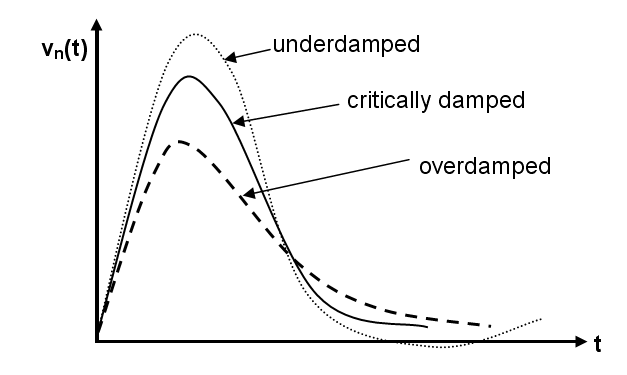 vₙ(t)
underdamped
critically damped
overdamped
t